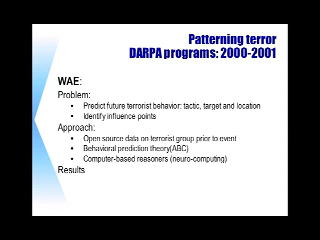 Patterning terror
DARPA programs: 2000-2001
WAE:
Problem:
• Predict future terrorist behavior: tactic, target and location
• Identify influence points
Approach:
• Open source data on terrorist group prior to event
• Behavioral prediction theory(ABC)
• Computer-based reasoners (neuro-computing)
Results